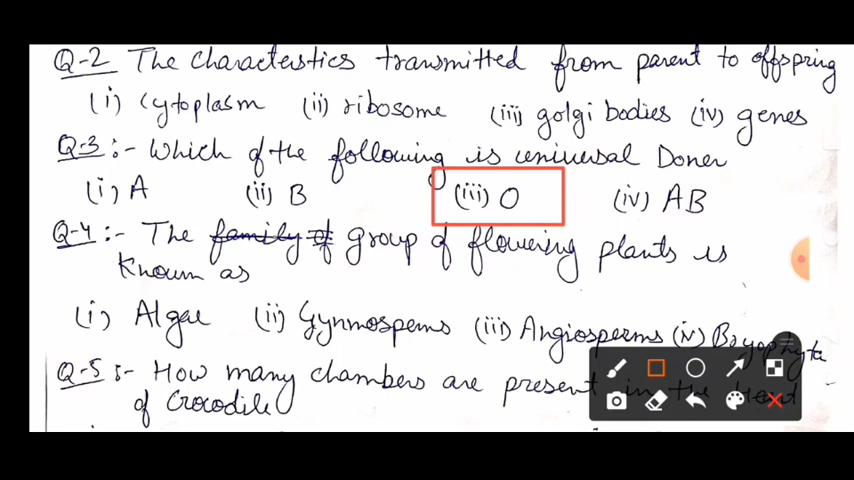 Q-2 The charactestics transmitted from parent to offspring
(i) cytoplasm (ii) ribosome (iii) golgi bodies (iv) genes
Q-3 :- Which of the following is universal Doner
(i) A (ii) B (iii) O (iv) AB
Q-4 :- The family of group of flowering plants is
known as
(i) Algae (ii) Gynmospems (iii) Angiosperms (iv) Bryophyta
Q-5 :- How many chambers are present in the Heart
of Crocodile